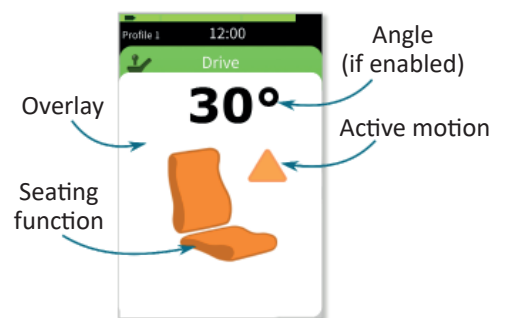 Profile 1 12:00
Drive
30°
Angle
(if enabled)
Overlay
Active motion
Seating
function